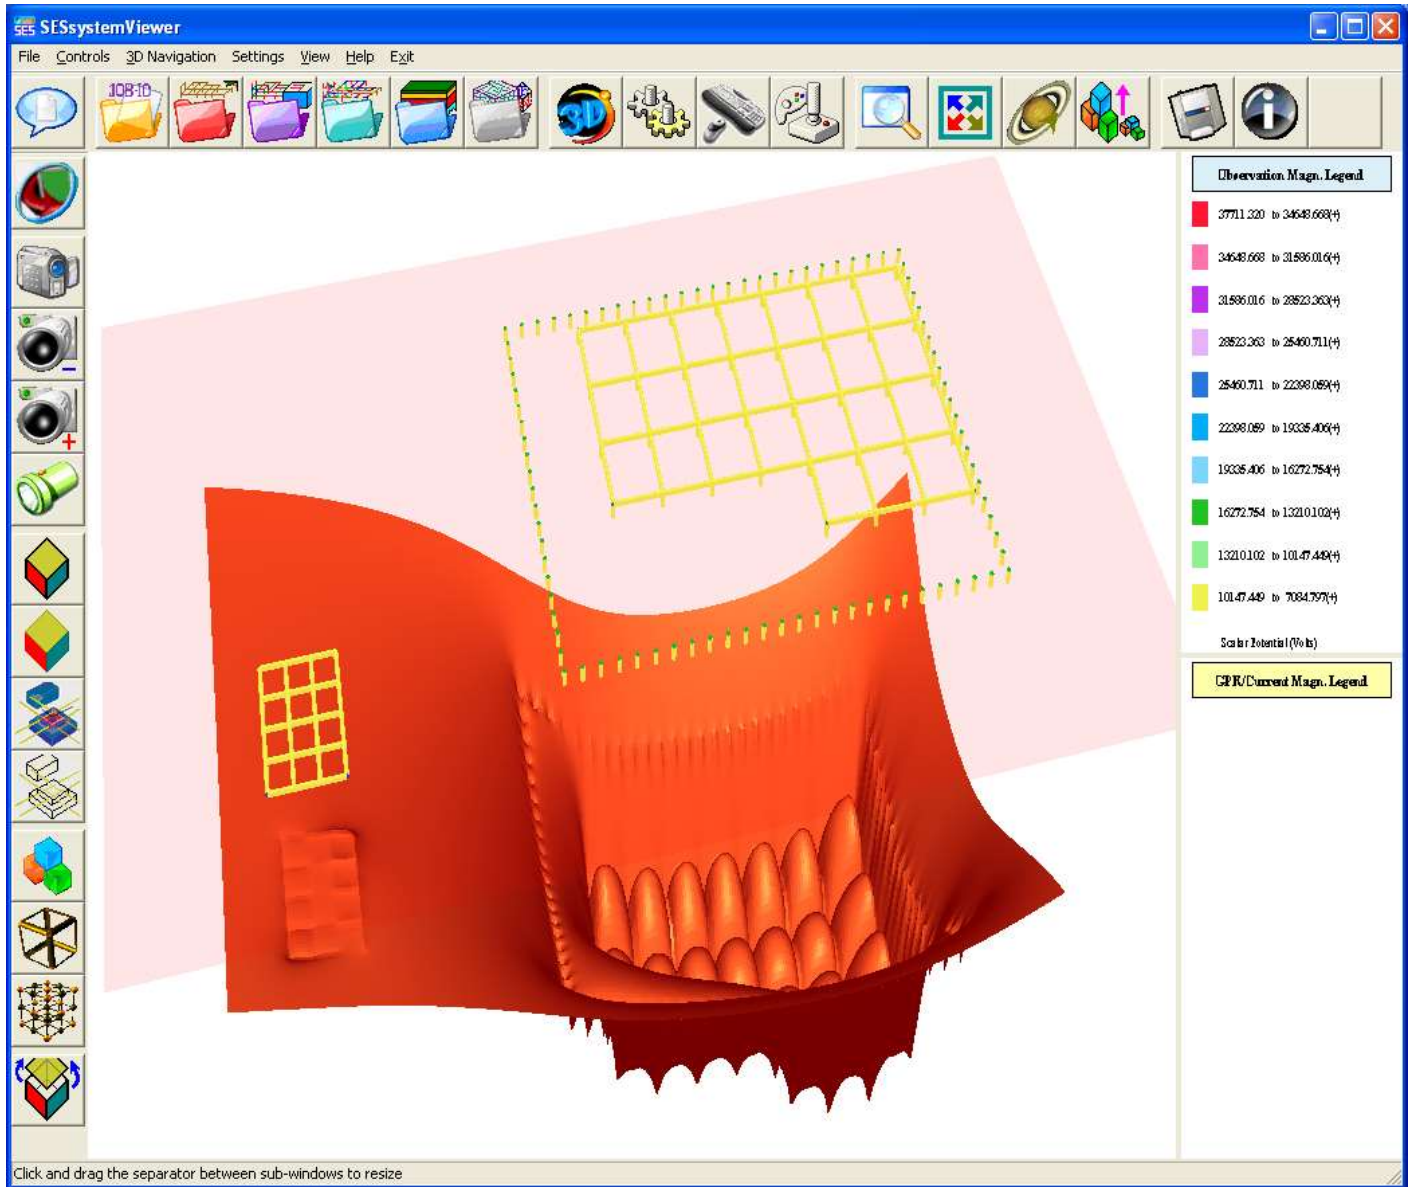 SES SESsystemViewer
File Controls 3D Navigation Settings View Help Exit
JOB-ID
3D
Observation Magn. Legend
37711.320 to 34648.668(+)
34648.668 to 31586.016(+)
31586.016 to 28523.363(+)
28523.363 to 25460.711(+)
25460.711 to 22398.059(+)
22398.059 to 19335.406(+)
19335.406 to 16272.754(+)
16272.754 to 13210.102(+)
13210.102 to 10147.449(+)
10147.449 to 7084.797(+)
Scalar Potential (Volts)
GPR/Current Magn. Legend
Click and drag the separator between sub-windows to resize